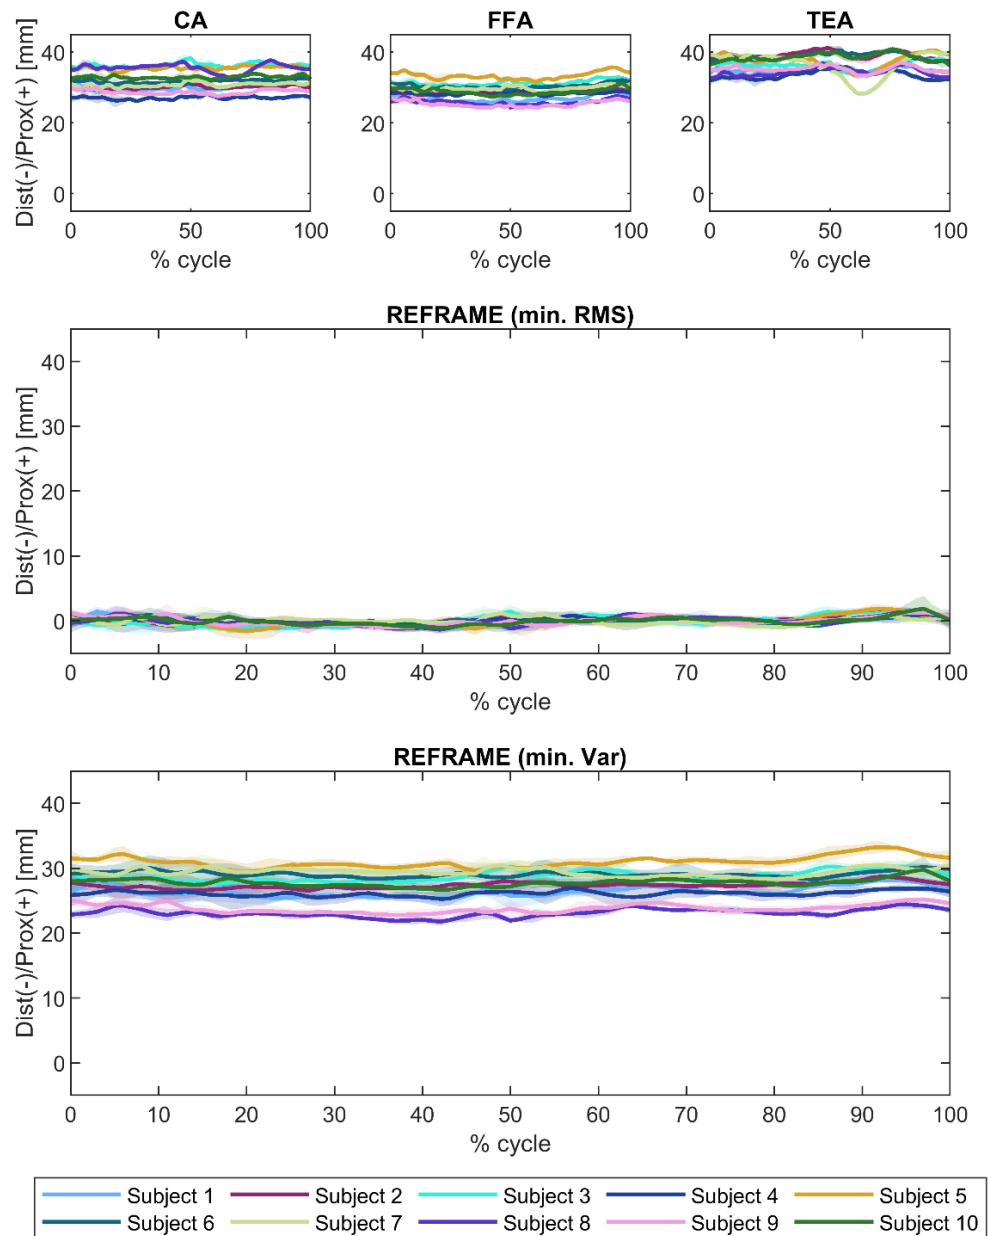 CA FFA TEA
Dist(-)/Prox(+) [mm]
40 40 40
20 20 20
0 0 0
0 50 100 0 50 100 0 50 100
% cycle % cycle % cycle
REFRAME (min. RMS)
Dist(-)/Prox(+) [mm]
40
30
20
10
0
0 10 20 30 40 50 60 70 80 90 100
% cycle
REFRAME (min. Var)
Dist(-)/Prox(+) [mm]
40
30
20
10
0
0 10 20 30 40 50 60 70 80 90 100
% cycle
Subject 1 Subject 2 Subject 3 Subject 4 Subject 5
Subject 6 Subject 7 Subject 8 Subject 9 Subject 10